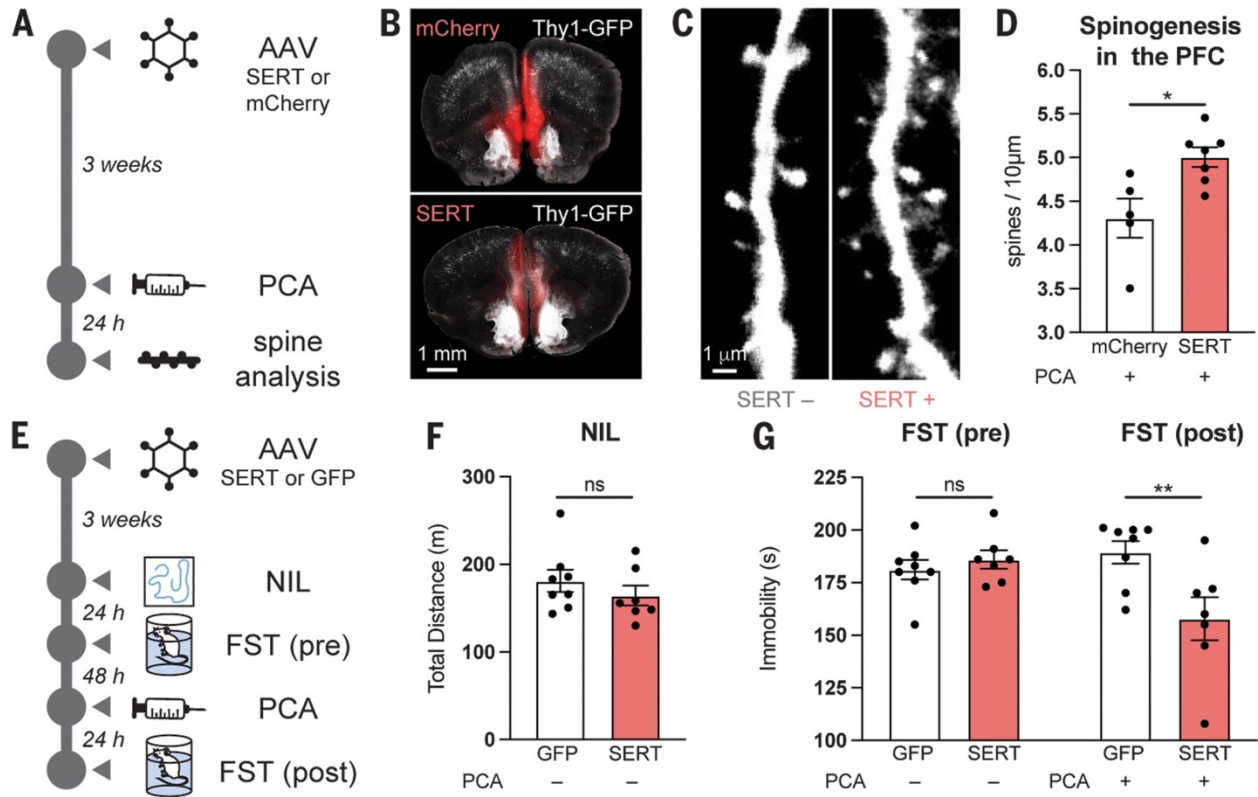 A
AAV
SERT or
mCherry
3 weeks
PCA
24 h
spine
analysis
B
mCherry Thy1-GFP
SERT Thy1-GFP
1 mm
C
1 μm
SERT – SERT +
D
Spinogenesis
in the PFC
spines / 10μm
6.0
5.5
5.0
4.5
4.0
3.5
3.0
*
mCherry SERT
PCA + +
E
AAV
SERT or GFP
3 weeks
NIL
24 h
FST (pre)
48 h
PCA
24 h
FST (post)
F
NIL
Total Distance (m)
300
200
100
0
ns
GFP SERT
PCA – –
G
FST (pre) FST (post)
Immobility (s)
225
200
175
150
125
100
ns **
GFP SERT GFP SERT
– – PCA + +